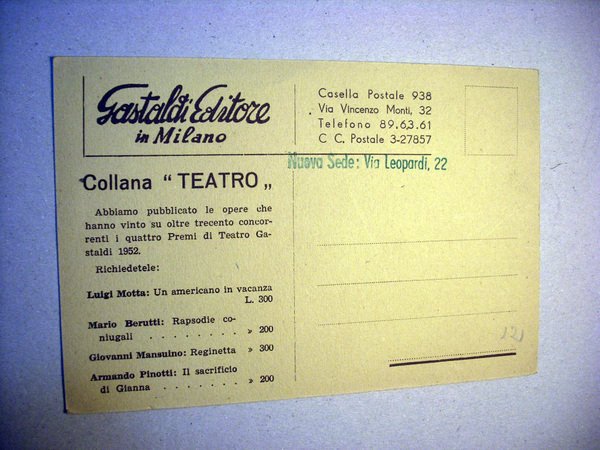 Gastaldi Editore
in Milano
Casella Postale 938
Via Vincenzo Monti, 32
Telefono 89.6.3.61
C C. Postale 3-27857
Nuova Sede: Via Leopardi, 22
Collana " TEATRO „
Abbiamo pubblicato le opere che
hanno vinto su oltre trecento concor-
renti i quattro Premi di Teatro Ga-
staldi 1952.
Richiedetele:
Luigi Motta: Un americano in vacanza
L. 300
Mario Berutti: Rapsodie co-
niugali . . . . . . . . » 200
Giovanni Mansuino: Reginetta » 300
Armando Pinotti: Il sacrificio
di Gianna . . . . . . . » 200